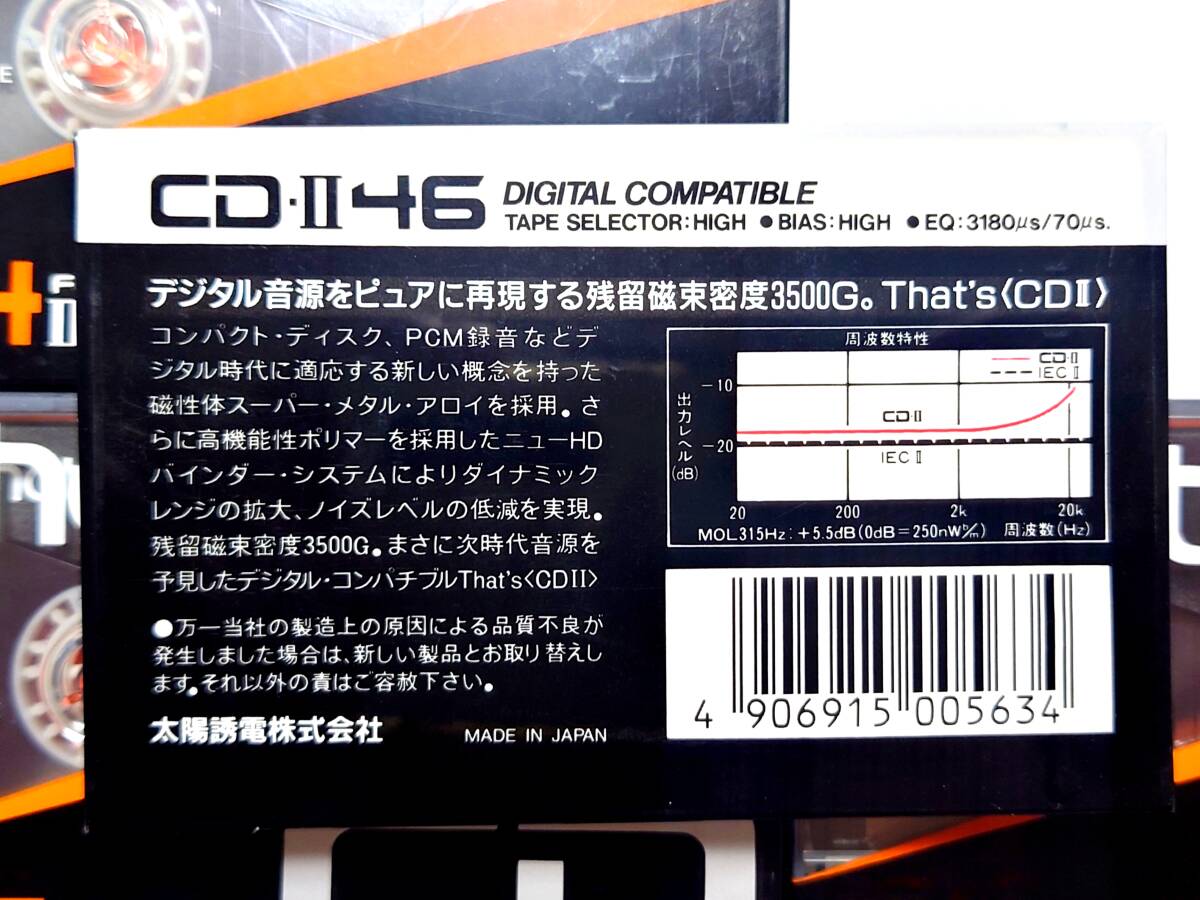 CD・II 46 DIGITAL COMPATIBLE
TAPE SELECTOR:HIGH ●BIAS:HIGH ●EQ:3180μs/70μs.
デジタル音源をピュアに再現する残留磁束密度3500G。That's〈CDII〉
コンパクト・ディスク、PCM録音などデ
ジタル時代に適応する新しい概念を持った
磁性体スーパー・メタル・アロイを採用。さ
らに高機能性ポリマーを採用したニューHD
バインダー・システムによりダイナミック
レンジの拡大、ノイズレベルの低減を実現。
残留磁束密度3500G。まさに次時代音源を
予見したデジタル・コンパチブルThat's〈CDII〉
●万一当社の製造上の原因による品質不良が
発生しました場合は、新しい製品とお取り替えし
ます。それ以外の責はご容赦下さい。
太陽誘電株式会社 MADE IN JAPAN
周波数特性
CD・II
IEC II
出力レベル(dB)
-10
-20
CD・II
IEC II
20 200 2k 20k
MOL315Hz:+5.5dB(0dB=250nWb/m) 周波数(Hz)
4 906915 005634